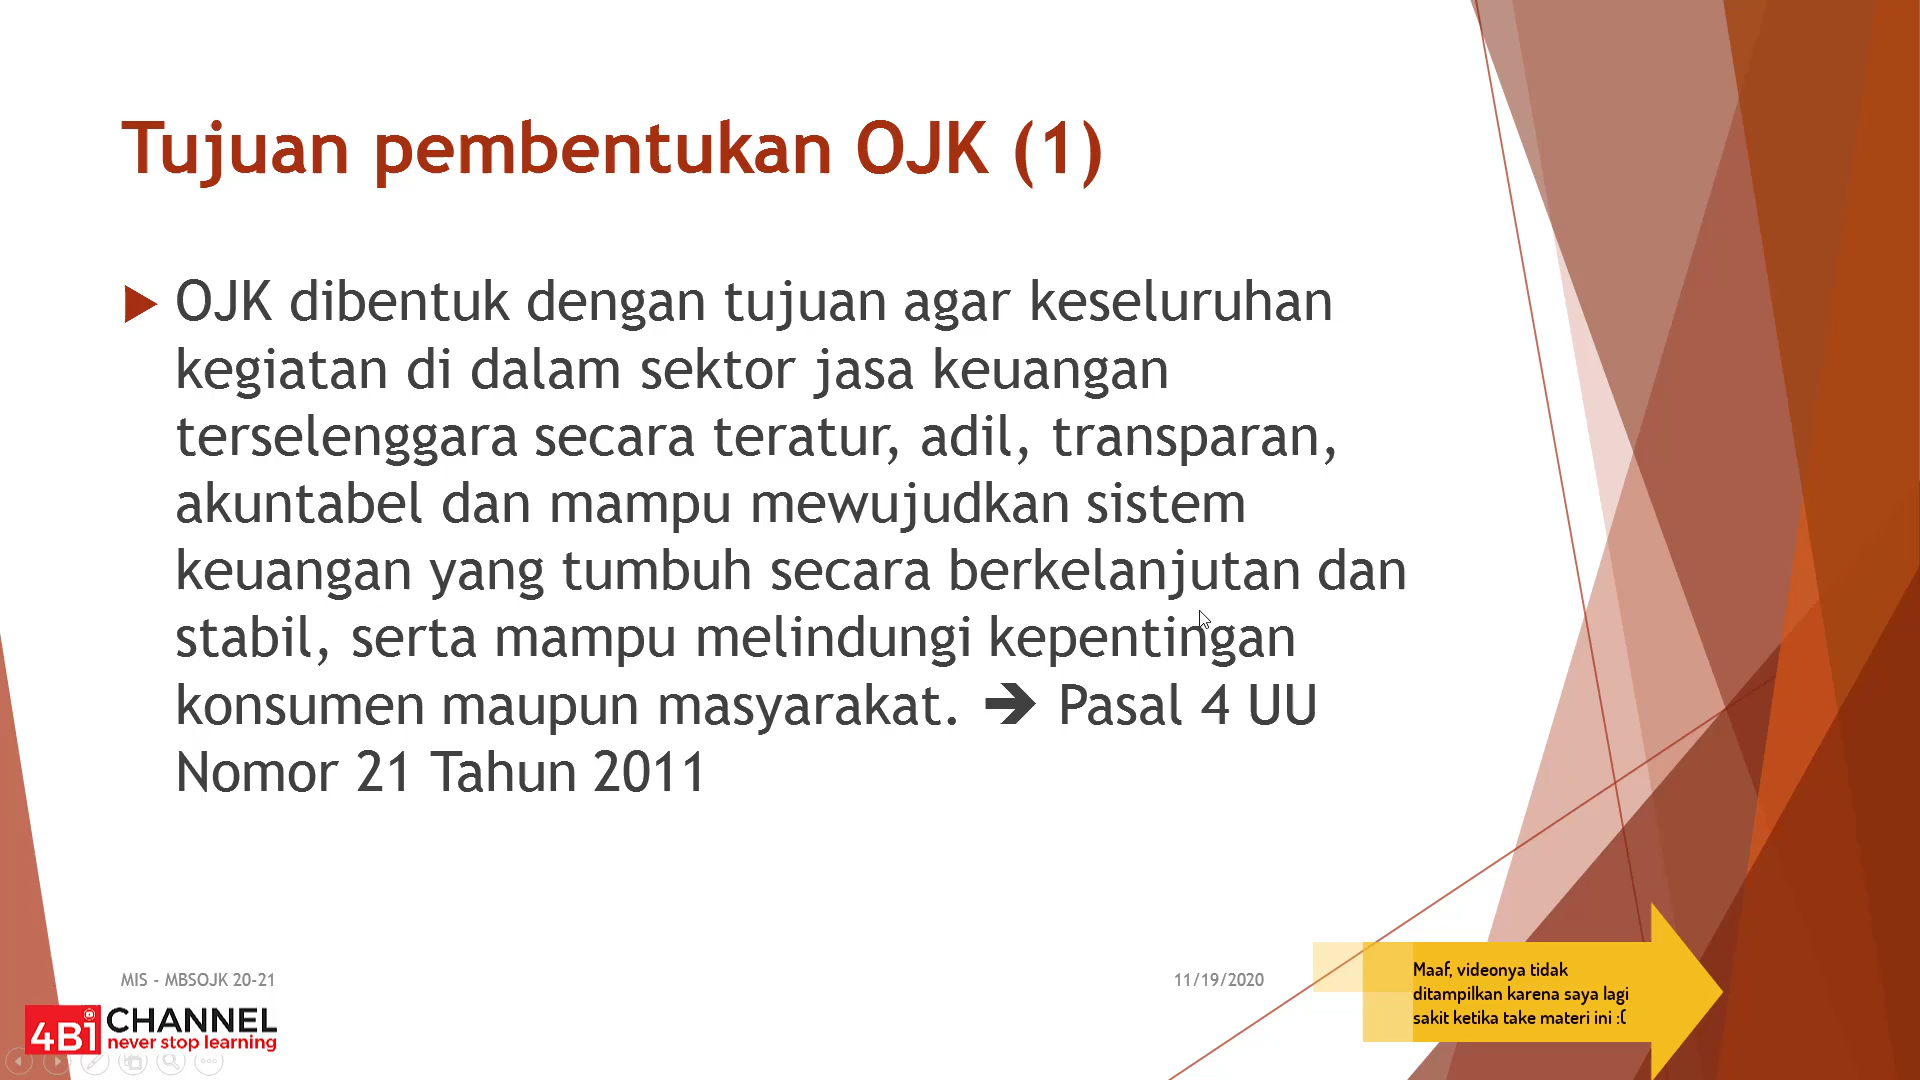 Tujuan pembentukan OJK (1)
OJK dibentuk dengan tujuan agar keseluruhan
kegiatan di dalam sektor jasa keuangan
terselenggara secara teratur, adil, transparan,
akuntabel dan mampu mewujudkan sistem
keuangan yang tumbuh secara berkelanjutan dan
stabil, serta mampu melindungi kepentingan
konsumen maupun masyarakat. ➔ Pasal 4 UU
Nomor 21 Tahun 2011
MIS - MBSOJK 20-21
11/19/2020
Maaf, videonya tidak
ditampilkan karena saya lagi
sakit ketika take materi ini :(
4Bi CHANNEL
never stop learning